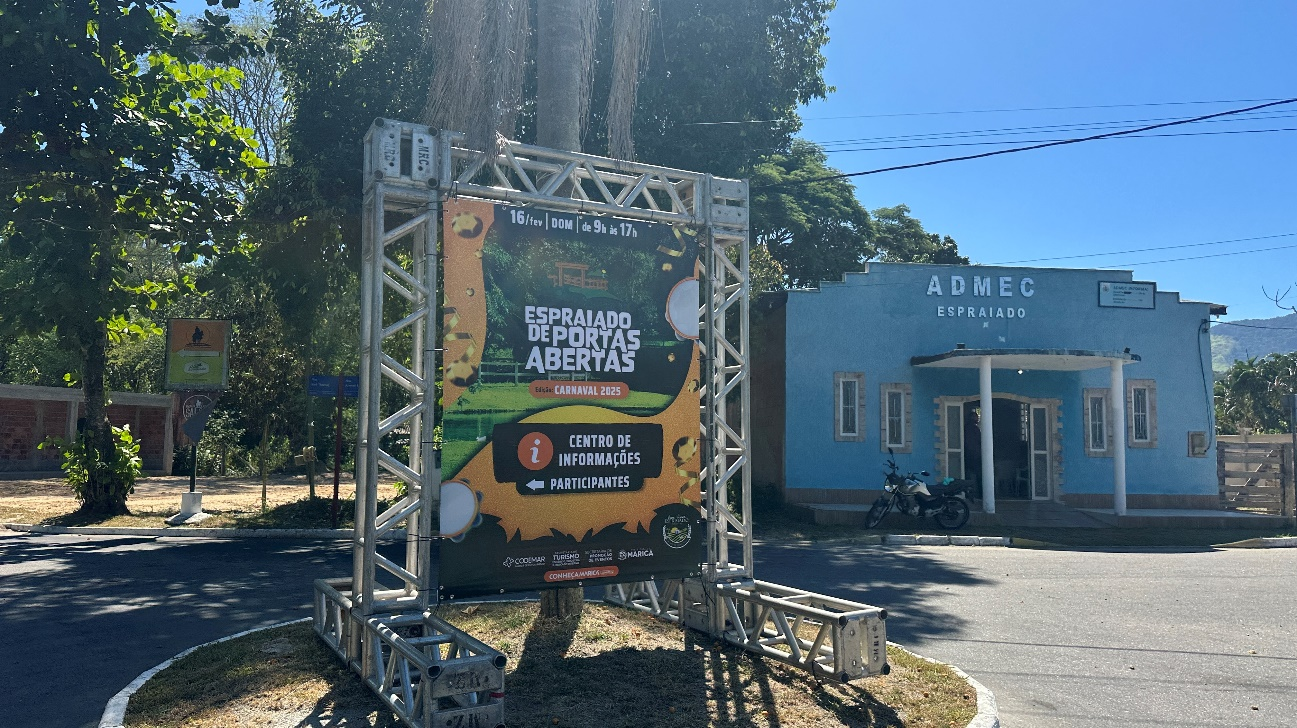 16/fev | DOM | de 9h às 17h
ESPRAIADO
DE PORTAS
ABERTAS
Edição CARNAVAL 2025
i CENTRO DE
INFORMAÇÕES
PARTICIPANTES
CODEMAR
TURISMO
MARICÁ
CONHEÇA MARICÁ
ADMEC
ESPRAIADO